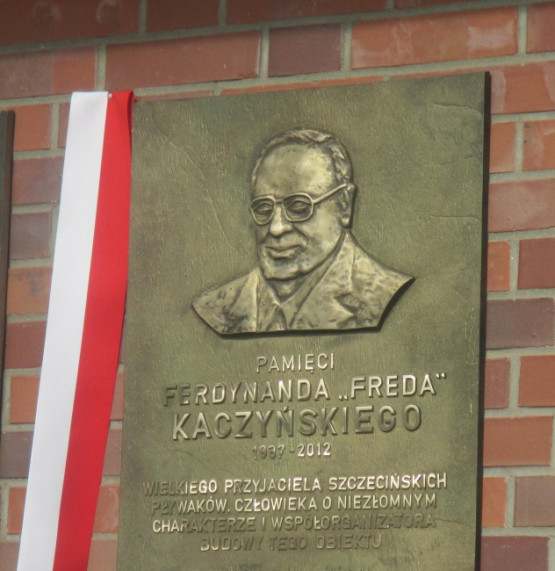 PAMIĘCI
FERDYNANDA „FREDA"
KACZYŃSKIEGO
1937-2012
WIELKIEGO PRZYJACIELA SZCZECIŃSKICH
PŁYWAKÓW, CZŁOWIEKA O NIEZŁOMNYM
CHARAKTERZE I WSPÓŁORGANIZATORA
BUDOWY TEGO OBIEKTU